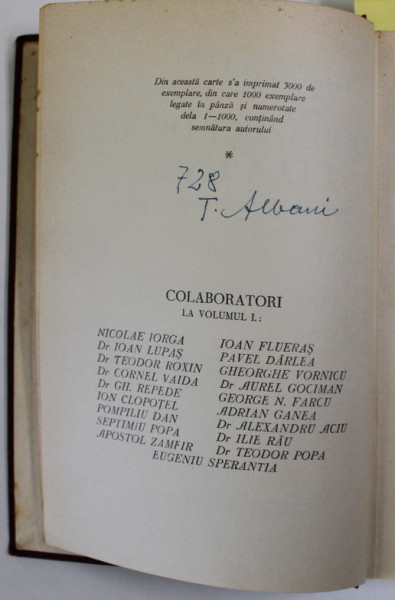 Din această carte s'a imprimat 3000 de
exemplare, din care 1000 exemplare
legate în pânză și numerotate
dela 1—1000, conținând
semnătura autorului
*
728
T. Albani
COLABORATORI
LA VOLUMUL I.:
NICOLAE IORGA
Dr IOAN LUPAȘ
Dr TEODOR ROXIN
Dr CORNEL VAIDA
Dr GH. REPEDE
ION CLOPOȚEL
POMPILIU DAN
SEPTIMIU POPA
APOSTOL ZAMFIR
IOAN FLUERAȘ
PAVEL DÂRLEA
GHEORGHE VORNICU
Dr AUREL GOCIMAN
GEORGE N. FARCU
ADRIAN GANEA
Dr ALEXANDRU ACIU
Dr ILIE RĂU
Dr TEODOR POPA
EUGENIU SPERANTIA